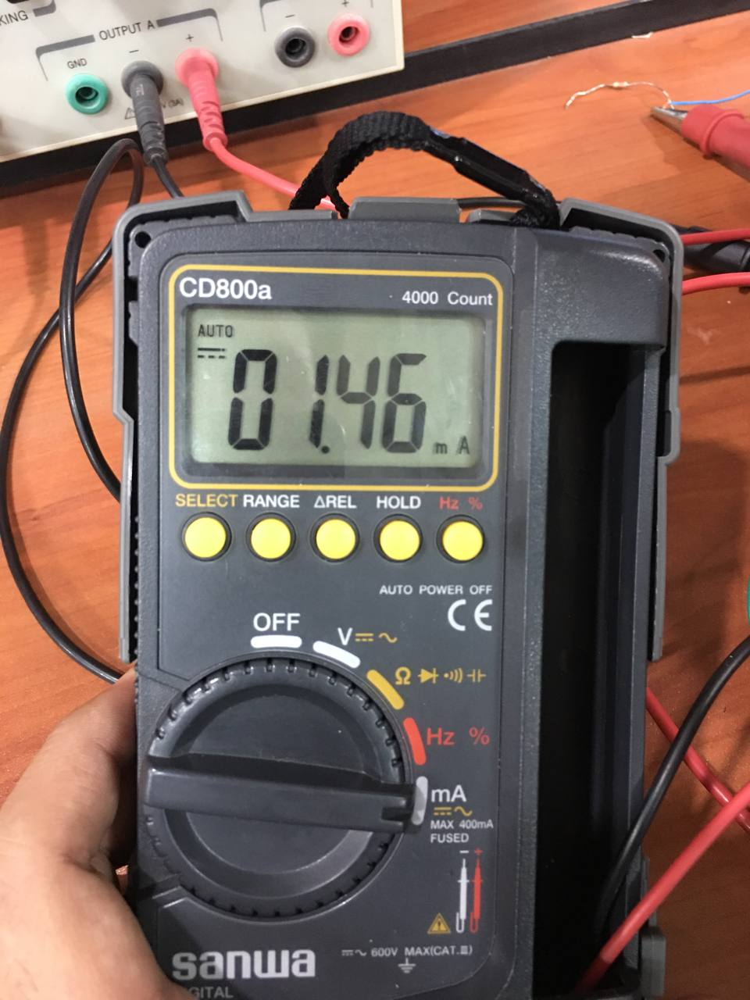 KING
OUTPUT A
− +
− +
GND
CD800a
4000 Count
AUTO
01.46 mA
SELECT RANGE ΔREL HOLD Hz %
AUTO POWER OFF
CE
OFF
V
Ω
Hz %
mA
MAX 400mA
FUSED
− +
600V MAX(CAT.III)
sanwa